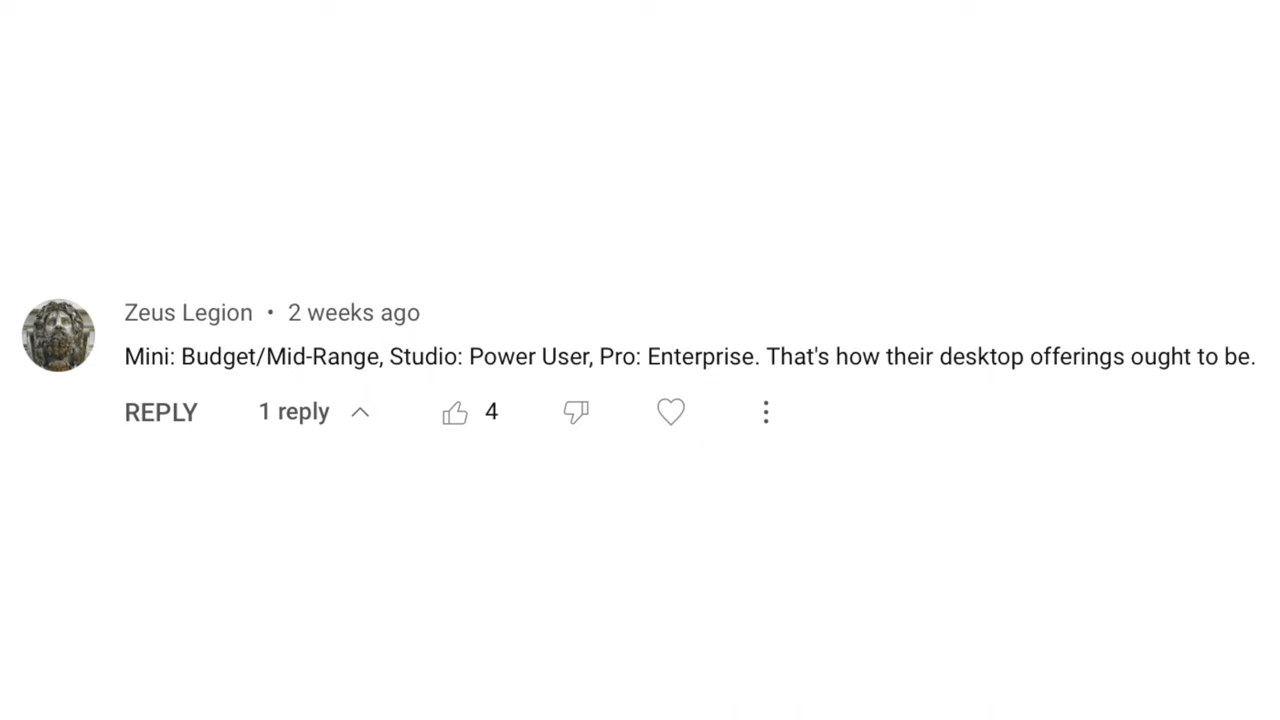 Zeus Legion • 2 weeks ago
Mini: Budget/Mid-Range, Studio: Power User, Pro: Enterprise. That's how their desktop offerings ought to be.
REPLY 1 reply 4